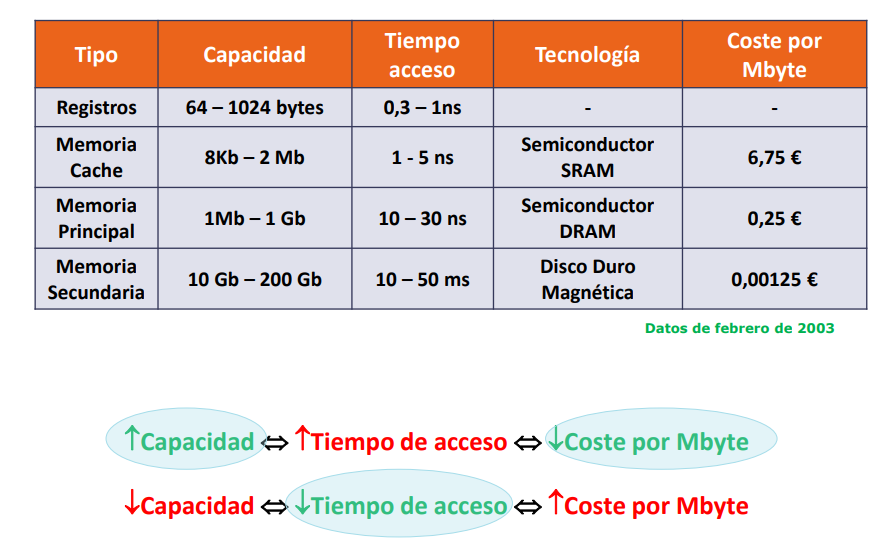 Tipo Capacidad Tiempo acceso Tecnología Coste por Mbyte
Registros 64 – 1024 bytes 0,3 – 1ns - -
Memoria Cache 8Kb – 2 Mb 1 - 5 ns Semiconductor SRAM 6,75 €
Memoria Principal 1Mb – 1 Gb 10 – 30 ns Semiconductor DRAM 0,25 €
Memoria Secundaria 10 Gb – 200 Gb 10 – 50 ms Disco Duro Magnética 0,00125 €
Datos de febrero de 2003
↑Capacidad ⇔ ↑Tiempo de acceso ⇔ ↓Coste por Mbyte
↓Capacidad ⇔ ↓Tiempo de acceso ⇔ ↑Coste por Mbyte